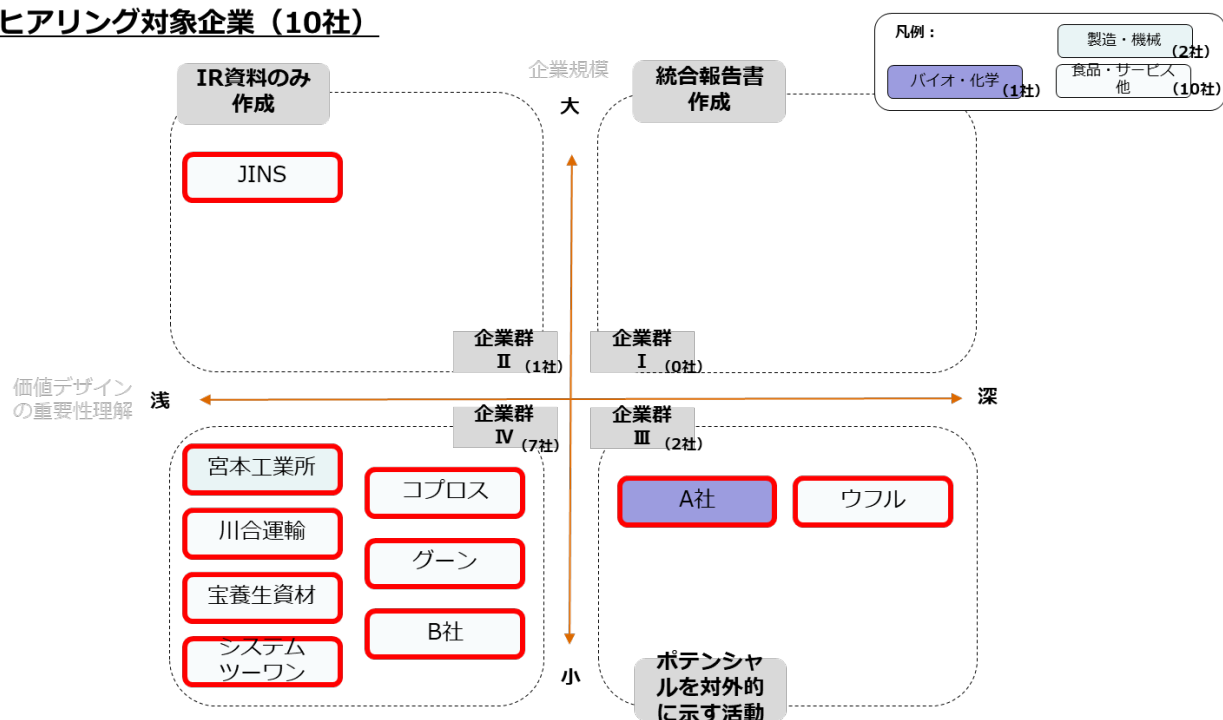 ヒアリング対象企業（10社）
凡例：
製造・機械
(2社)
バイオ・化学
(1社)
食品・サービス
他
(10社)
IR資料のみ
作成
企業規模
大
統合報告書
作成
JINS
企業群
Ⅱ
(1社)
企業群
Ⅰ
(0社)
価値デザイン
の重要性理解
浅
深
企業群
Ⅳ
(7社)
企業群
Ⅲ
(2社)
宮本工業所
コプロス
川合運輸
グーン
宝養生資材
B社
システム
ツーワン
A社
ウフル
小
ポテンシャ
ルを対外的
に示す活動